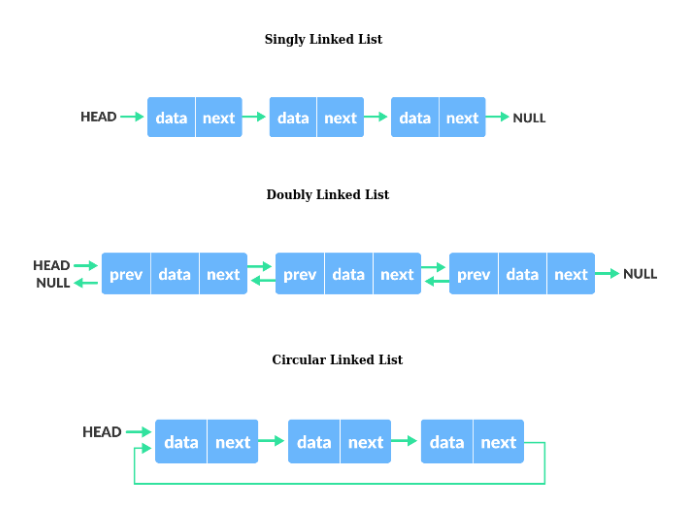 Singly Linked List
HEAD data next data next data next NULL
Doubly Linked List
HEAD
NULL
prev data next prev data next prev data next NULL
Circular Linked List
HEAD
data next data next data next